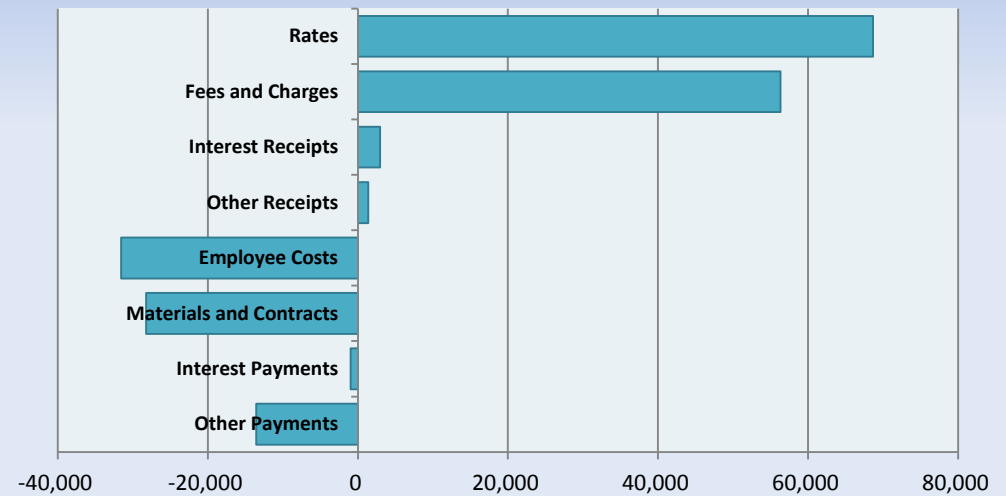 Rates
Fees and Charges
Interest Receipts
Other Receipts
Employee Costs
Materials and Contracts
Interest Payments
Other Payments
-40,000 -20,000 0 20,000 40,000 60,000 80,000